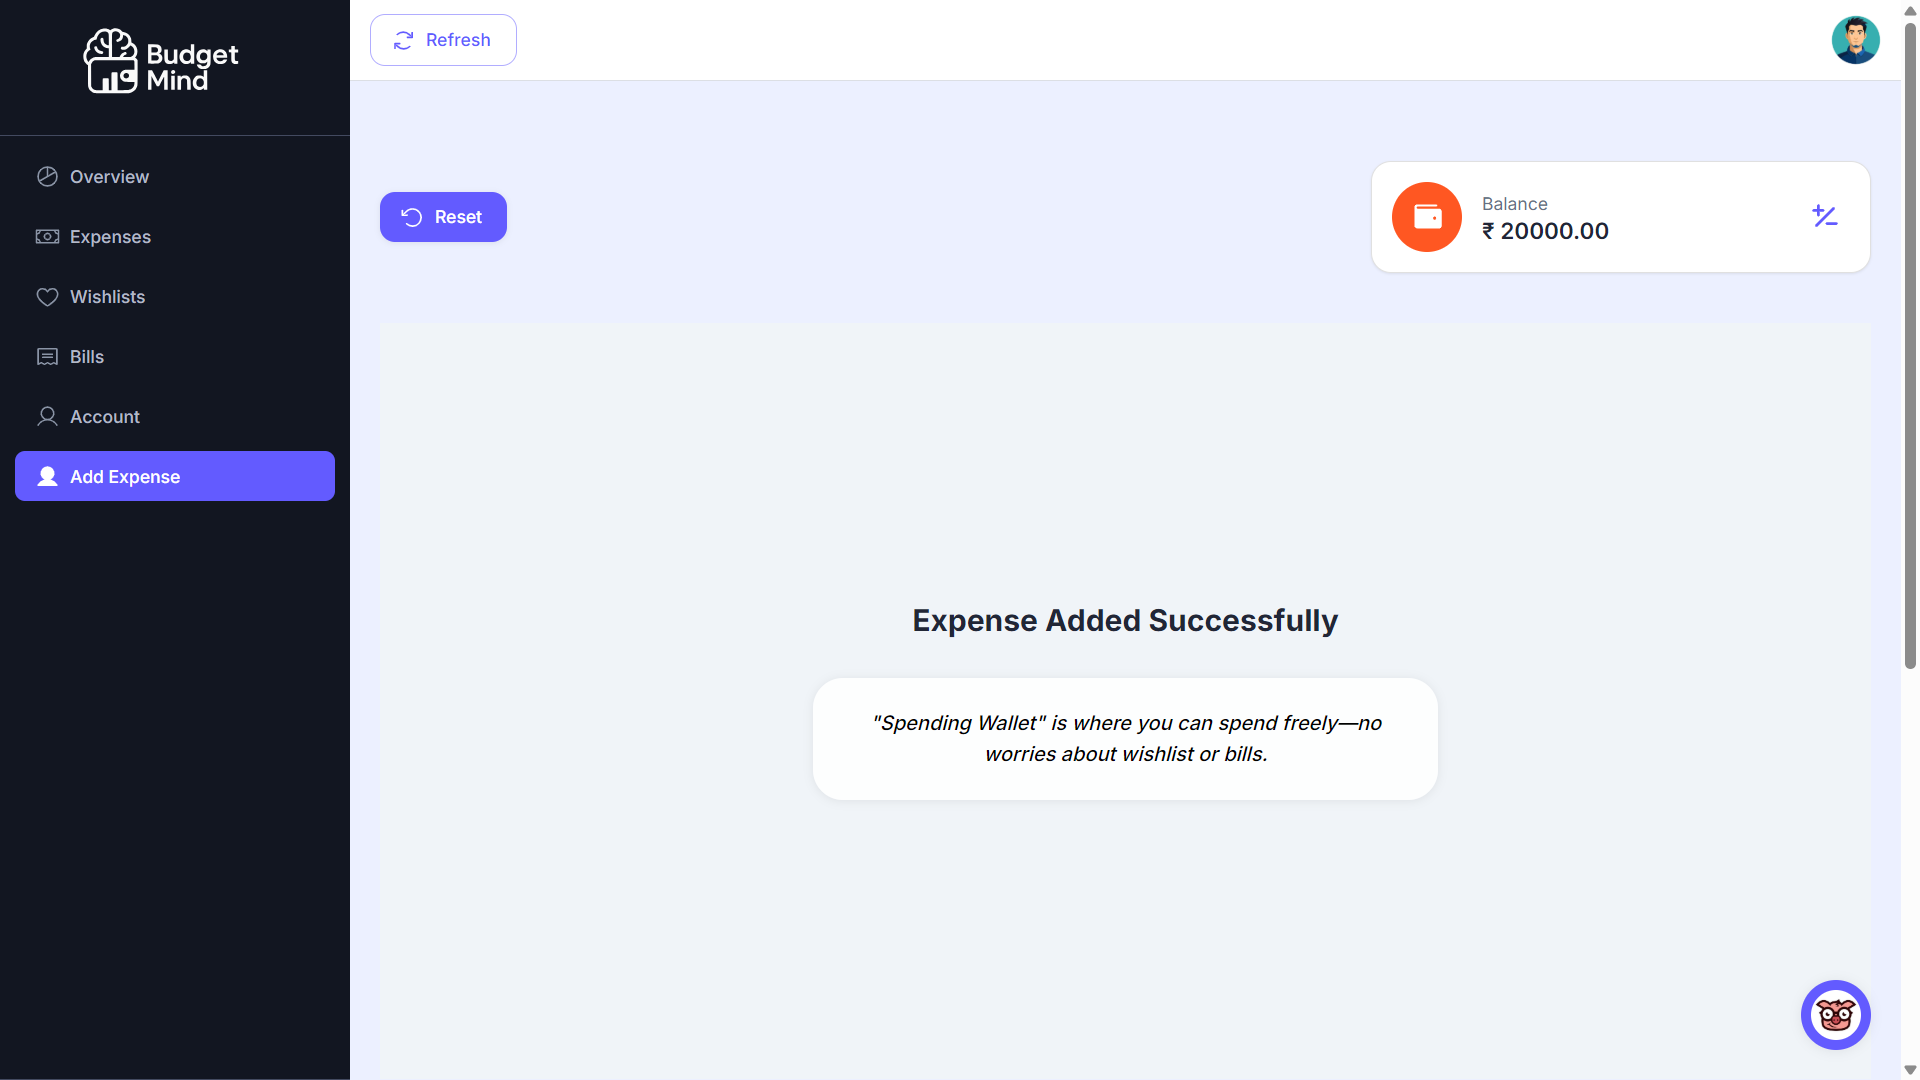 Budget
Mind
Overview
Expenses
Wishlists
Bills
Account
Add Expense
Refresh
Reset
Balance
₹ 20000.00
Expense Added Successfully
"Spending Wallet" is where you can spend freely—no
worries about wishlist or bills.